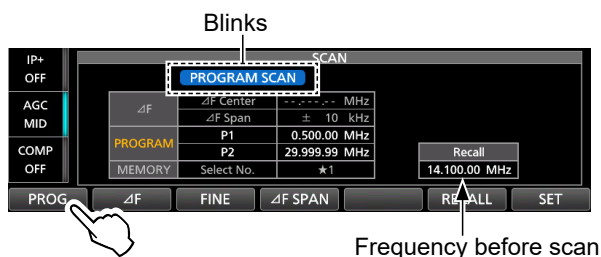 Blinks
SCAN
IP+
OFF
PROGRAM SCAN
AGC
MID
⊿F
⊿F Center
--.---.-- MHz
⊿F Span
± 10 kHz
PROGRAM
P1
0.500.00 MHz
P2
29.999.99 MHz
COMP
OFF
MEMORY
Select No.
★1
Recall
14.100.00 MHz
PROG
⊿F
FINE
⊿F SPAN
RECALL
SET
Frequency before scan